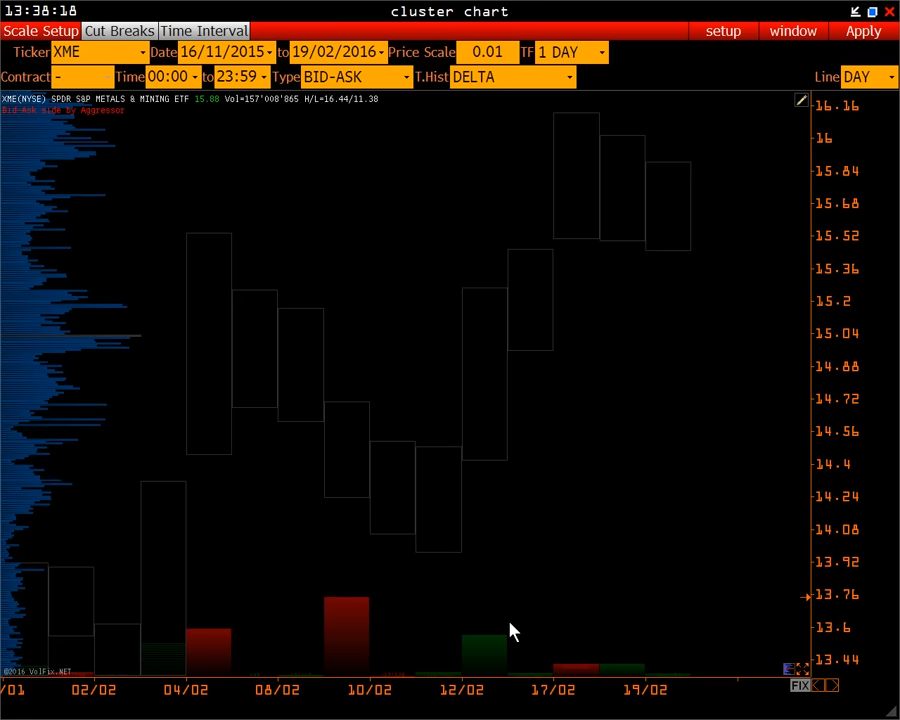 13:38:18 cluster chart
Scale Setup Cut Breaks Time Interval setup window Apply
Ticker XME Date 16/11/2015 to 19/02/2016 Price Scale 0.01 TF 1 DAY
Contract - Time 00:00 to 23:59 Type BID-ASK T.Hist DELTA Line DAY
XME(NYSE) SPDR S&P METALS & MINING ETF 15.88 Vol=157'008'865 H/L=16.44/11.38
Bid-Ask side by Aggressor
16.16
16
15.84
15.68
15.52
15.36
15.2
15.04
14.88
14.72
14.56
14.4
14.24
14.08
13.92
13.76
13.6
13.44
©2016 VolFix.NET
FIX
/01 02/02 04/02 08/02 10/02 12/02 17/02 19/02